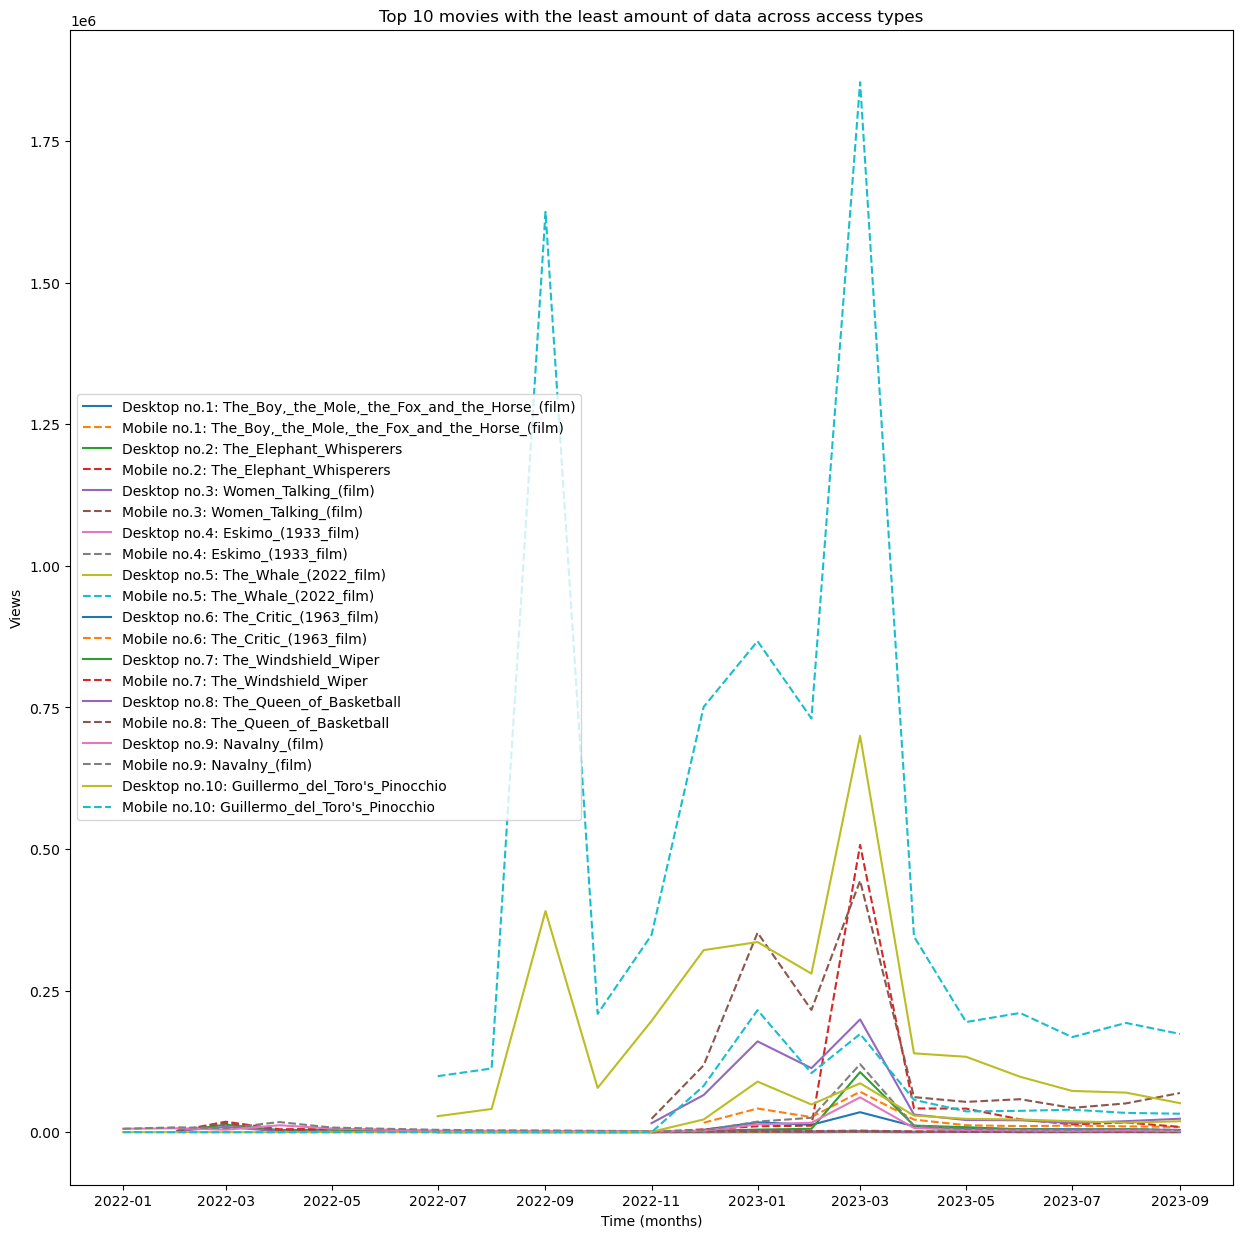 Top 10 movies with the least amount of data across access types
1e6
1.75
1.50
1.25
1.00
0.75
0.50
0.25
0.00
Views
Desktop no.1: The_Boy,_the_Mole,_the_Fox_and_the_Horse_(film)
Mobile no.1: The_Boy,_the_Mole,_the_Fox_and_the_Horse_(film)
Desktop no.2: The_Elephant_Whisperers
Mobile no.2: The_Elephant_Whisperers
Desktop no.3: Women_Talking_(film)
Mobile no.3: Women_Talking_(film)
Desktop no.4: Eskimo_(1933_film)
Mobile no.4: Eskimo_(1933_film)
Desktop no.5: The_Whale_(2022_film)
Mobile no.5: The_Whale_(2022_film)
Desktop no.6: The_Critic_(1963_film)
Mobile no.6: The_Critic_(1963_film)
Desktop no.7: The_Windshield_Wiper
Mobile no.7: The_Windshield_Wiper
Desktop no.8: The_Queen_of_Basketball
Mobile no.8: The_Queen_of_Basketball
Desktop no.9: Navalny_(film)
Mobile no.9: Navalny_(film)
Desktop no.10: Guillermo_del_Toro's_Pinocchio
Mobile no.10: Guillermo_del_Toro's_Pinocchio
2022-01 2022-03 2022-05 2022-07 2022-09 2022-11 2023-01 2023-03 2023-05 2023-07 2023-09
Time (months)